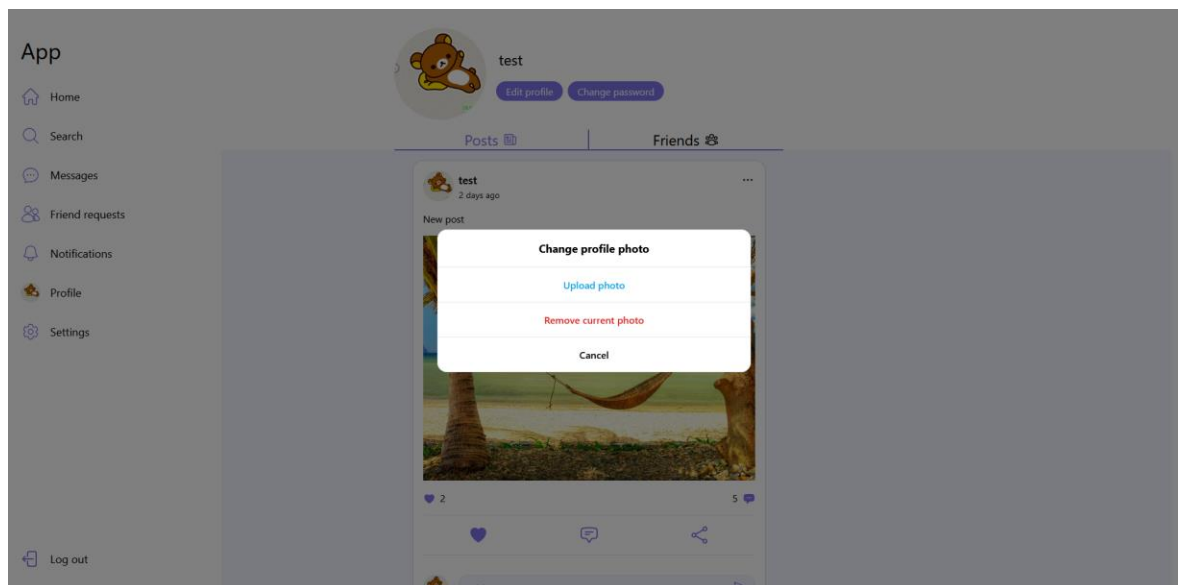 App
Home
Search
Messages
Friend requests
Notifications
Profile
Settings
Log out
test
Edit profile
Change password
Posts
Friends
test
2 days ago
New post
Change profile photo
Upload photo
Remove current photo
Cancel
2
5